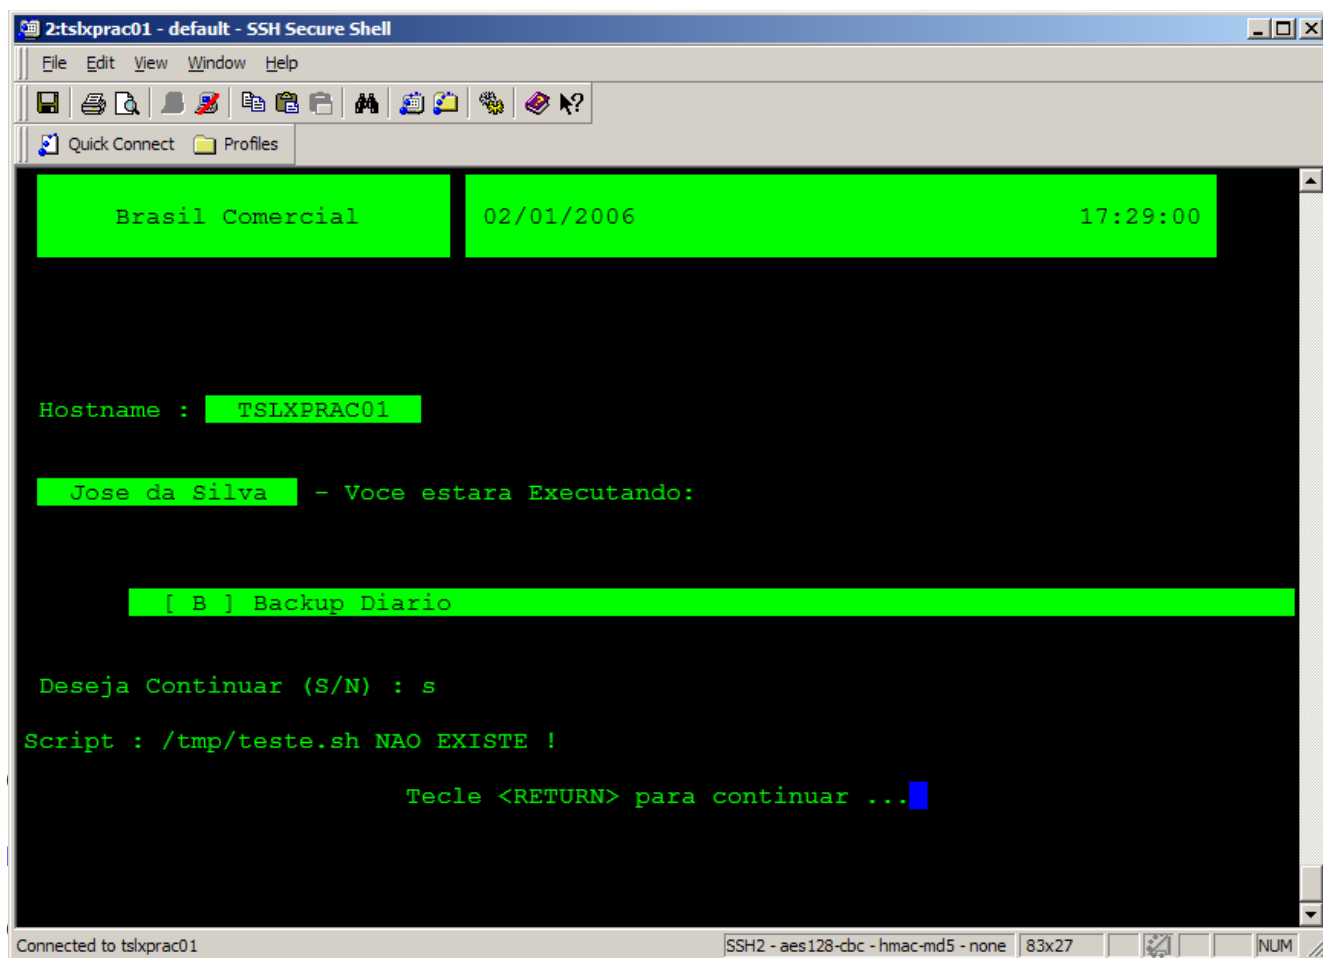 2:tslxprac01 - default - SSH Secure Shell
File Edit View Window Help
Quick Connect Profiles
Brasil Comercial 02/01/2006 17:29:00
Hostname : TSLXPRAC01
Jose da Silva - Voce estara Executando:
[ B ] Backup Diario
Deseja Continuar (S/N) : s
Script : /tmp/teste.sh NAO EXISTE !
Tecle <RETURN> para continuar ...
Connected to tslxprac01 SSH2 - aes128-cbc - hmac-md5 - none 83x27 NUM